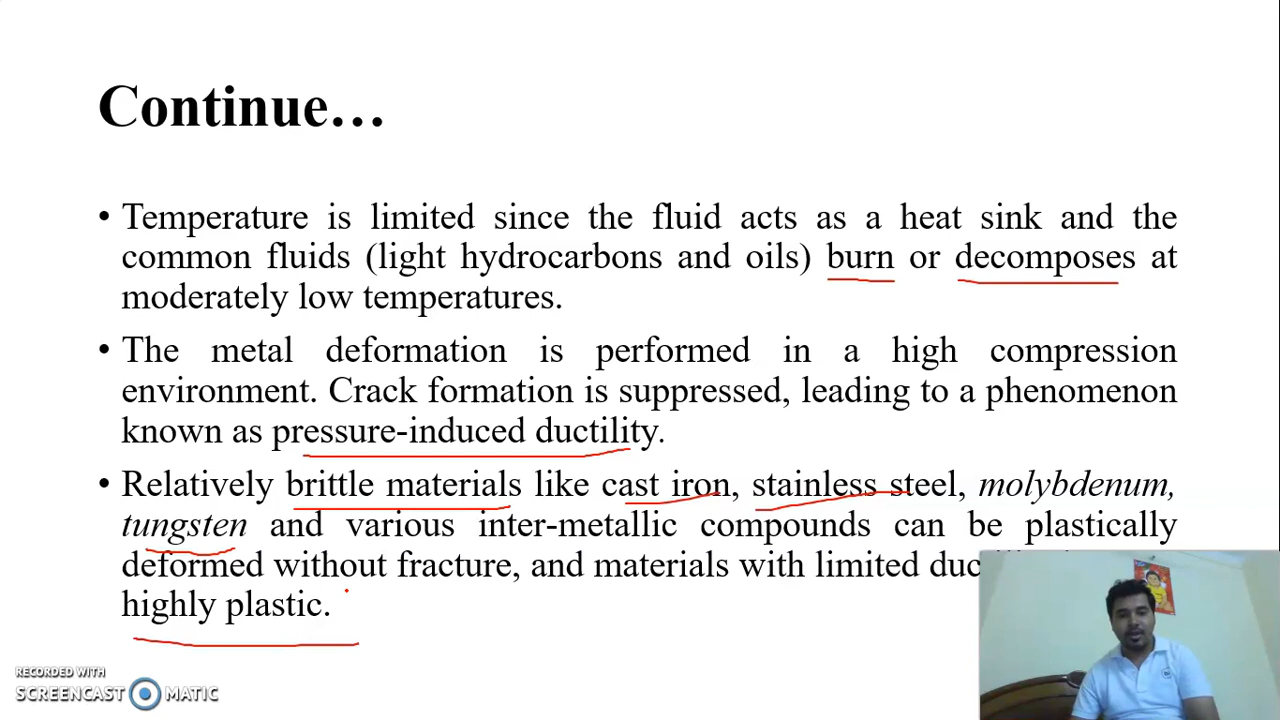 Continue…
• Temperature is limited since the fluid acts as a heat sink and the
common fluids (light hydrocarbons and oils) burn or decomposes at
moderately low temperatures.
• The metal deformation is performed in a high compression
environment. Crack formation is suppressed, leading to a phenomenon
known as pressure-induced ductility.
• Relatively brittle materials like cast iron, stainless steel, molybdenum,
tungsten and various inter-metallic compounds can be plastically
deformed without fracture, and materials with limited
highly plastic.
RECORDED WITH
SCREENCAST MATIC